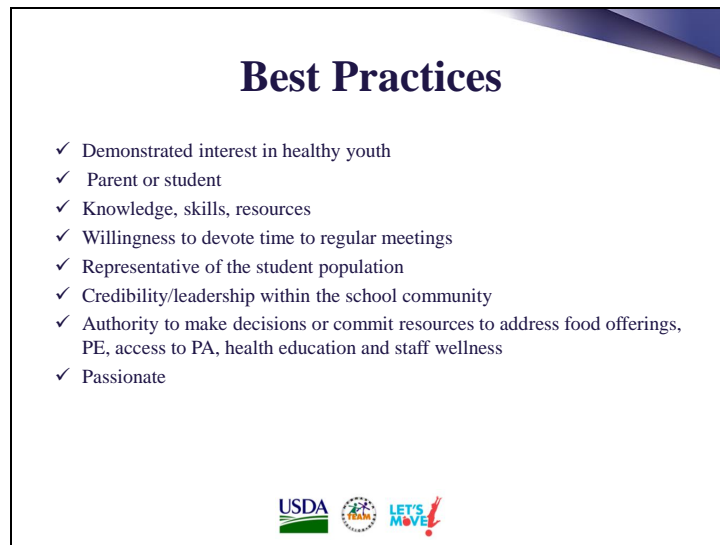 Best Practices
✓ Demonstrated interest in healthy youth
✓ Parent or student
✓ Knowledge, skills, resources
✓ Willingness to devote time to regular meetings
✓ Representative of the student population
✓ Credibility/leadership within the school community
✓ Authority to make decisions or commit resources to address food offerings,
PE, access to PA, health education and staff wellness
✓ Passionate
USDA
TEAM
LET'S
MOVE!